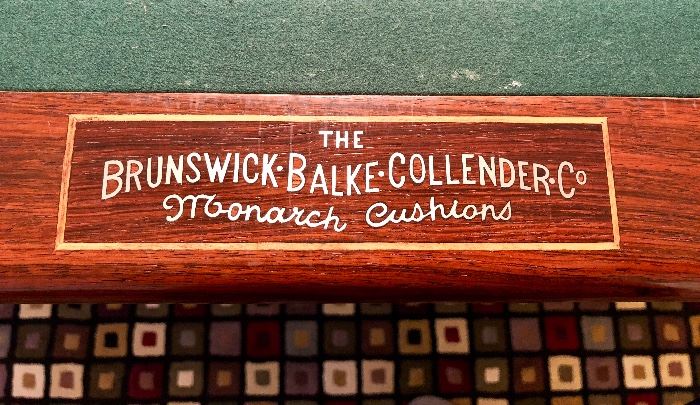 THE
BRUNSWICK·BALKE·COLLENDER·Co
Monarch Cushions